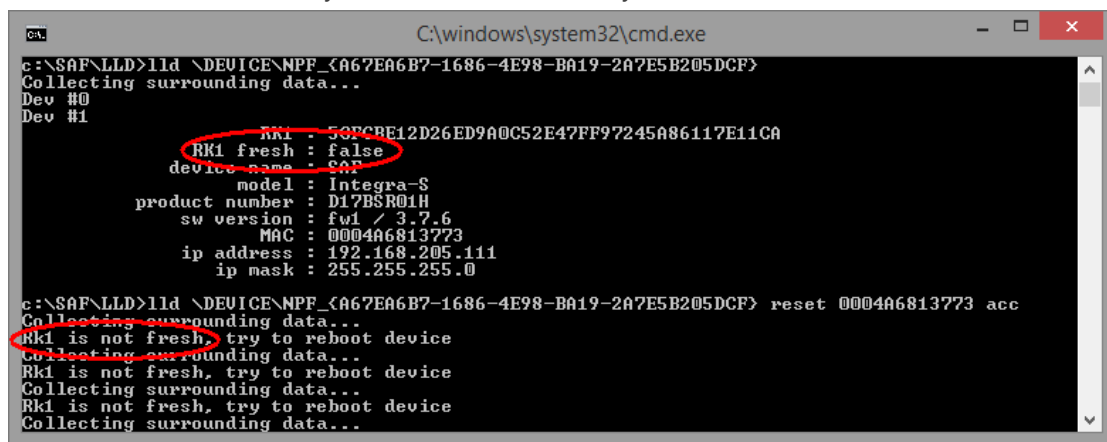 C:\windows\system32\cmd.exe
c:\SAF\LLD>lld \DEVICE\NPF_{A67EA6B7-1686-4E98-BA19-2A7E5B205DCF}
Collecting surrounding data...
Dev #0
Dev #1
RK1 : 5CFCBE12D26ED9A0C52E47FF97245A86117E11CA
RK1 fresh : false
device name : SAF
model : Integra-S
product number : D17BSR01H
sw version : fw1 / 3.7.6
MAC : 0004A6813773
ip address : 192.168.205.111
ip mask : 255.255.255.0
c:\SAF\LLD>lld \DEVICE\NPF_{A67EA6B7-1686-4E98-BA19-2A7E5B205DCF} reset 0004A6813773 acc
Collecting surrounding data...
Rk1 is not fresh, try to reboot device
Collecting surrounding data...
Rk1 is not fresh, try to reboot device
Collecting surrounding data...
Rk1 is not fresh, try to reboot device
Collecting surrounding data...